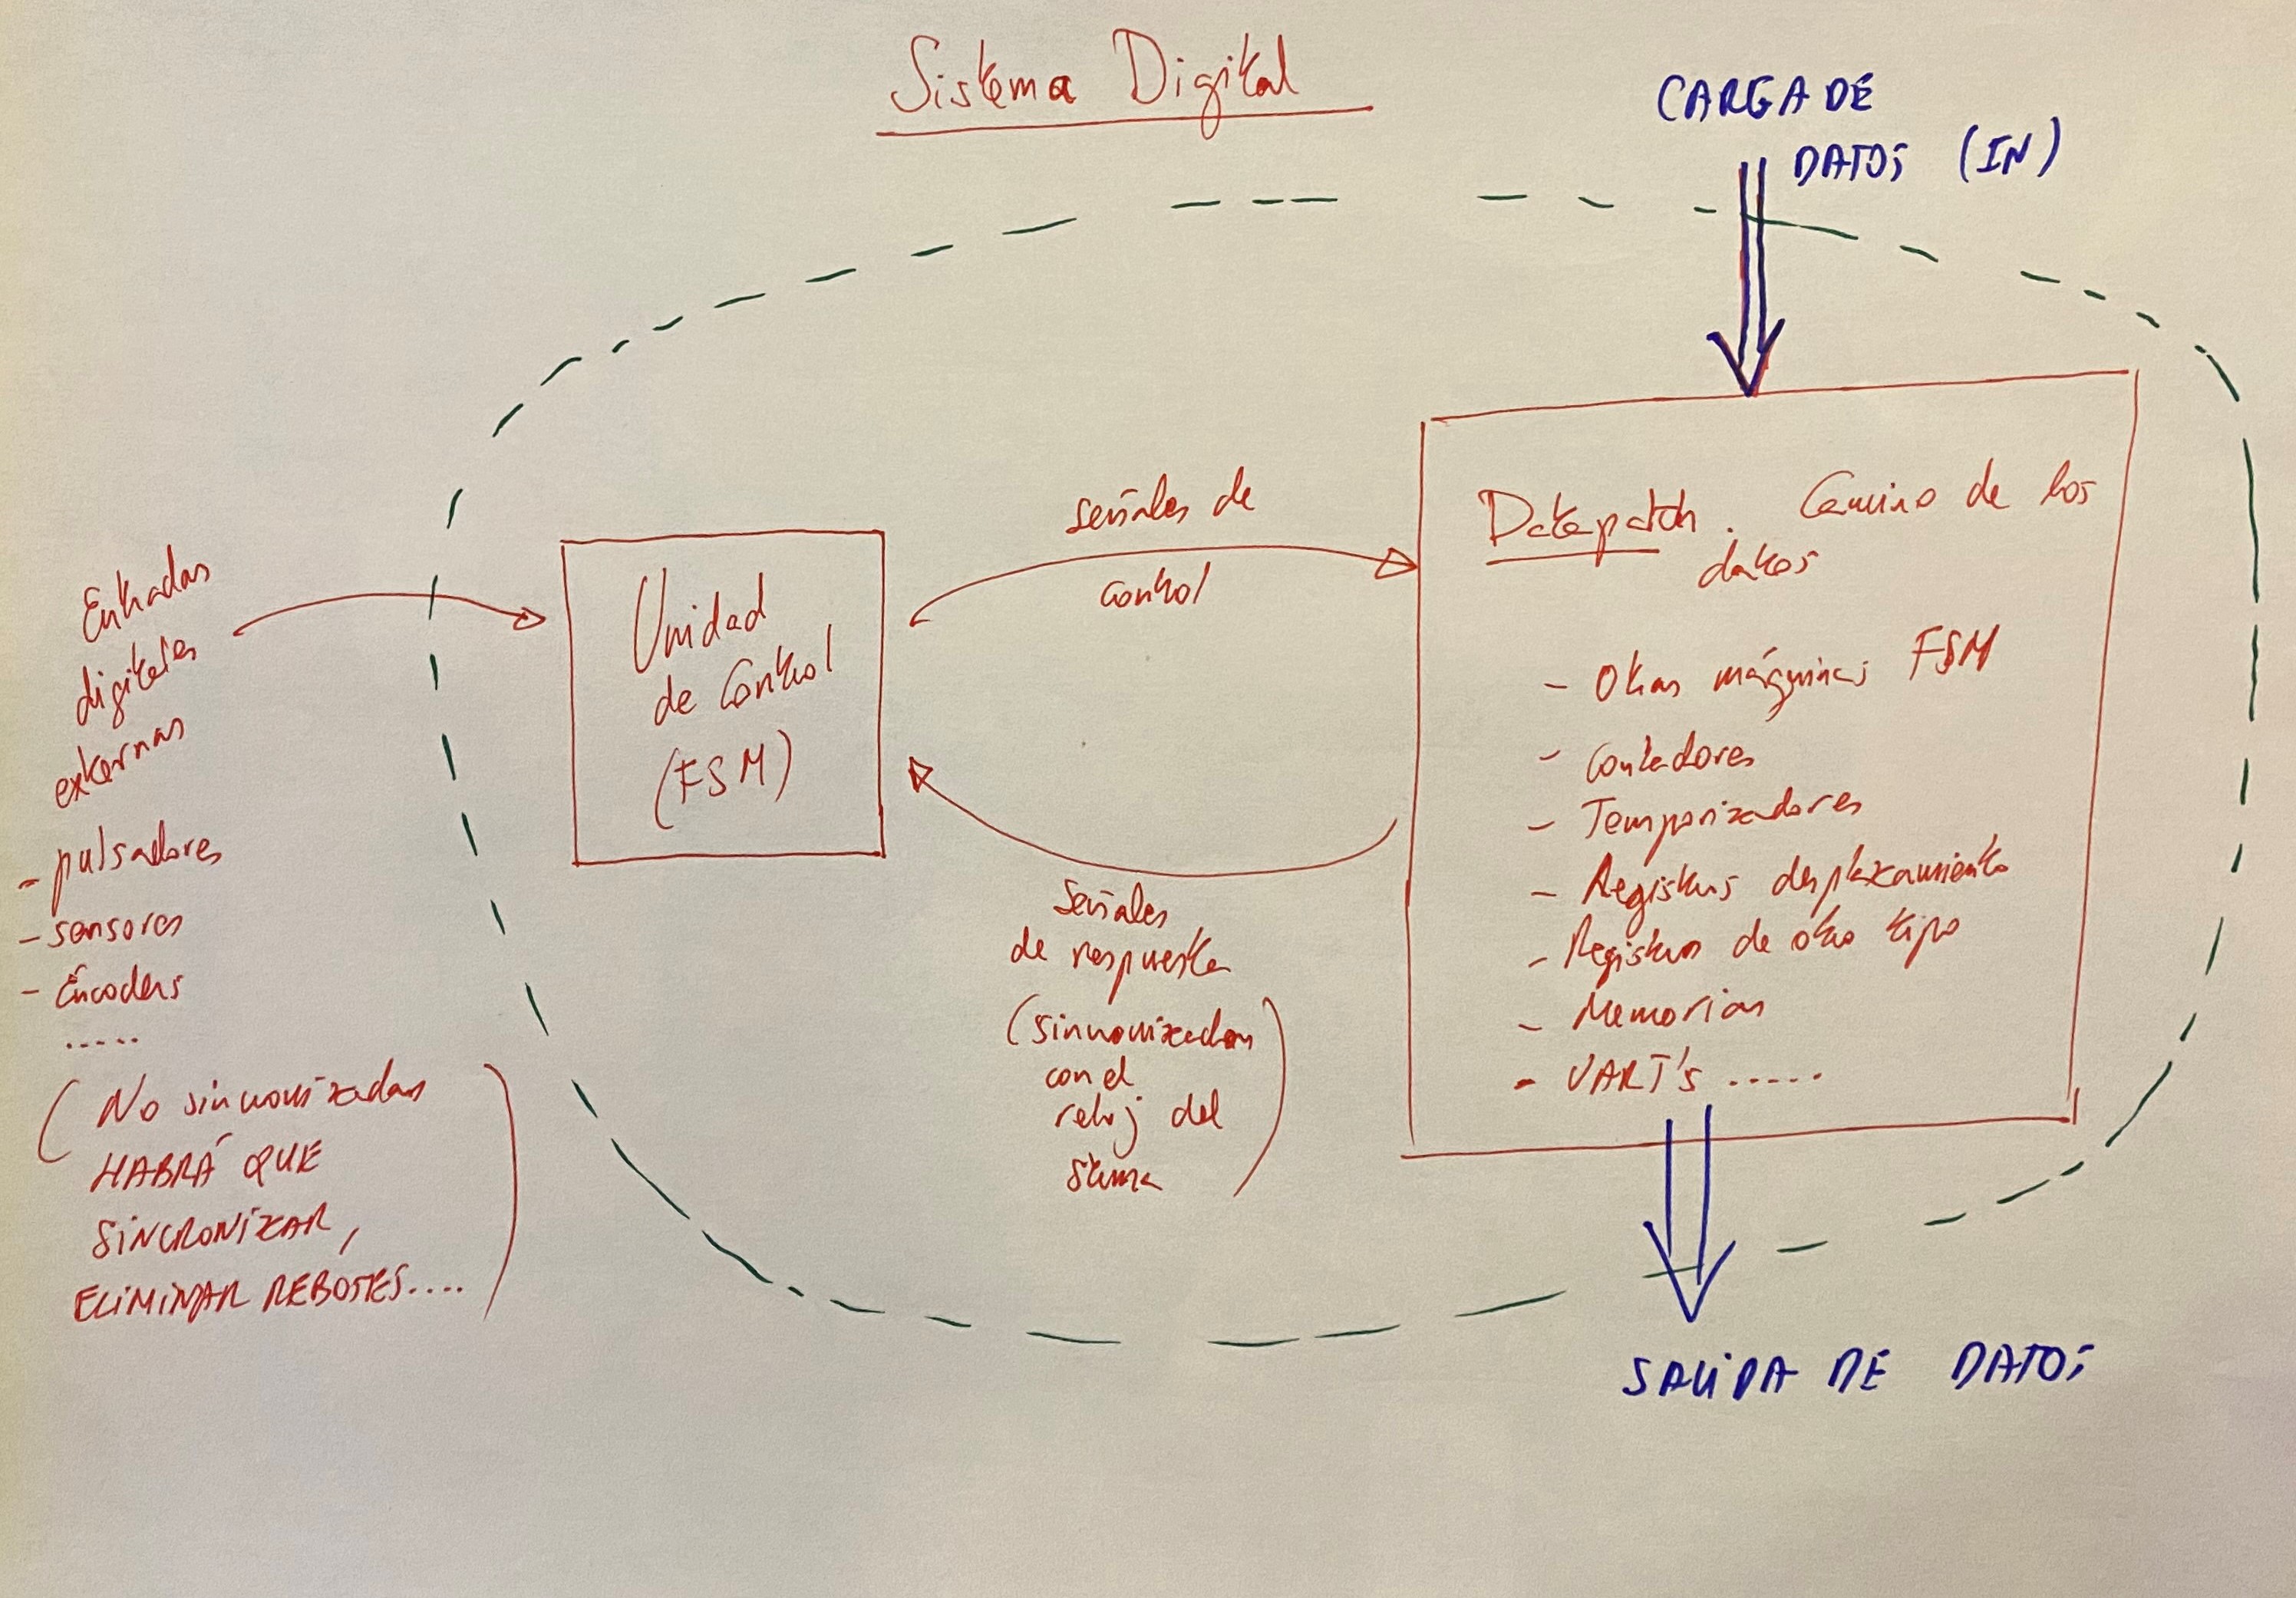 Sistema Digital
CARGA DE
DATOS (IN)
Entradas
digitales
externas
- pulsadores
- sensores
- Encoders
.....
(No sincronizadas
HABRÁ QUE
SINCRONIZAR,
ELIMINAR REBOTES....)
Unidad
de Control
(FSM)
señales de
control
Señales
de respuesta
(sincronizadas
con el
reloj del
stema)
Datapatch. Camino de los
datos
- Otras máquinas FSM
- Contadores
- Temporizadores
- Registros desplazamiento
- Registros de otro tipo
- Memorias
- UART's .....
SALIDA DE DATOS